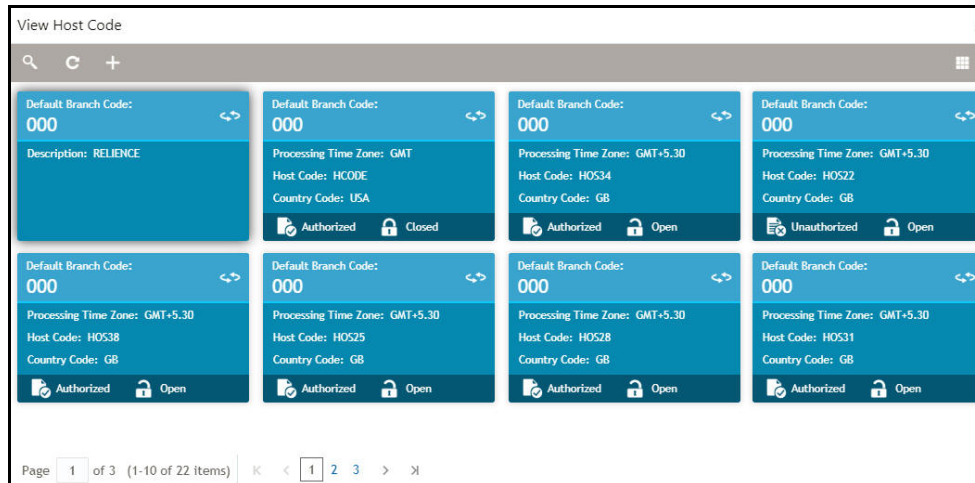 View Host Code
Default Branch Code:
000
Description: RELIENCE
Default Branch Code:
000
Processing Time Zone: GMT
Host Code: HCODE
Country Code: USA
Authorized Closed
Default Branch Code:
000
Processing Time Zone: GMT+5.30
Host Code: HOS34
Country Code: GB
Authorized Open
Default Branch Code:
000
Processing Time Zone: GMT+5.30
Host Code: HOS22
Country Code: GB
Unauthorized Open
Default Branch Code:
000
Processing Time Zone: GMT+5.30
Host Code: HOS38
Country Code: GB
Authorized Open
Default Branch Code:
000
Processing Time Zone: GMT+5.30
Host Code: HOS25
Country Code: GB
Authorized Open
Default Branch Code:
000
Processing Time Zone: GMT+5.30
Host Code: HOS28
Country Code: GB
Authorized Open
Default Branch Code:
000
Processing Time Zone: GMT+5.30
Host Code: HOS31
Country Code: GB
Authorized Open
Page 1 of 3 (1-10 of 22 items) 1 2 3